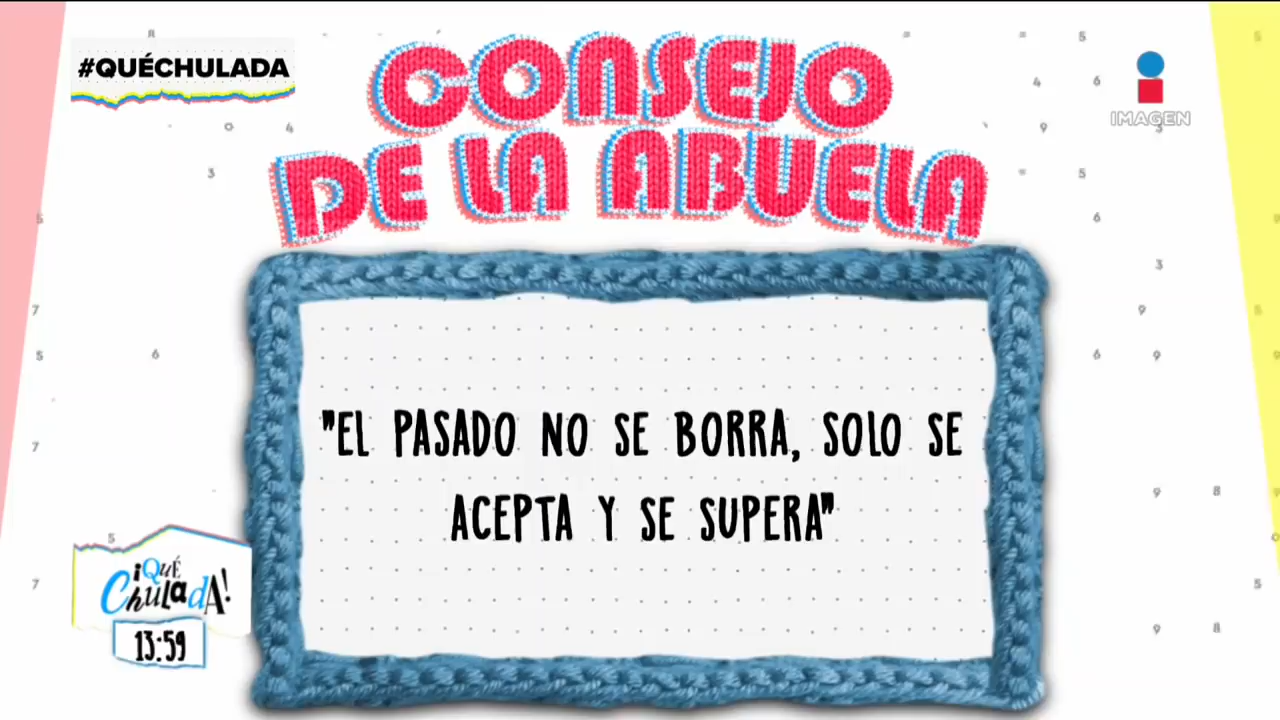 #QUÉCHULADA
CONSEJO
DE LA ABUELA
IMAGEN
"EL PASADO NO SE BORRA, SOLO SE
ACEPTA Y SE SUPERA"
¡QUÉ
CHULADA!
13:59